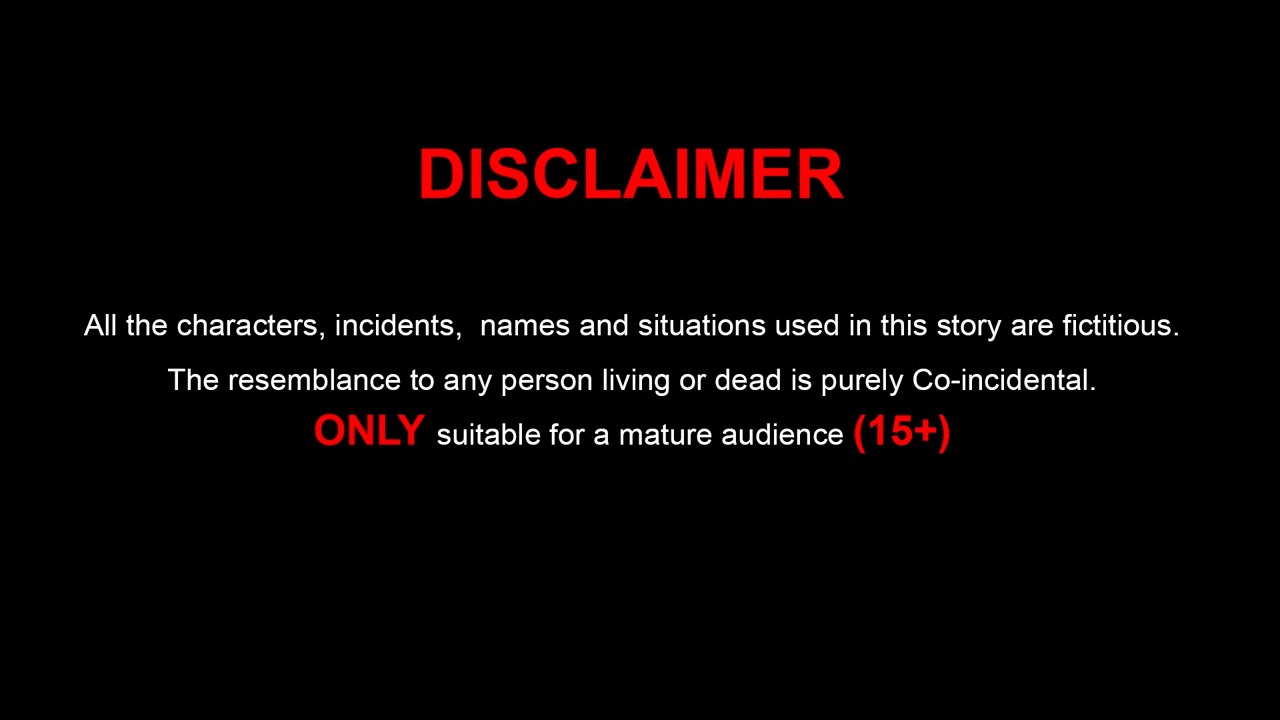 DISCLAIMER
All the characters, incidents,  names and situations used in this story are fictitious.
The resemblance to any person living or dead is purely Co-incidental.
ONLY suitable for a mature audience (15+)